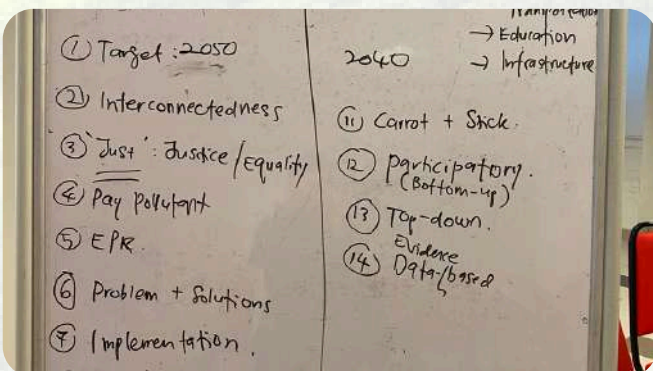 ① Target : 2050
② Interconnectedness
③ "Just" : Justice / Equality
④ Pay Pollutant
⑤ EPR.
⑥ Problem + Solutions
⑦ Implementation.
→ Education
2040 → Infrastructure
⑪ Carrot + Stick.
⑫ Participatory.
(Bottom-up)
⑬ Top-down.
Evidence
⑭ Data-/based